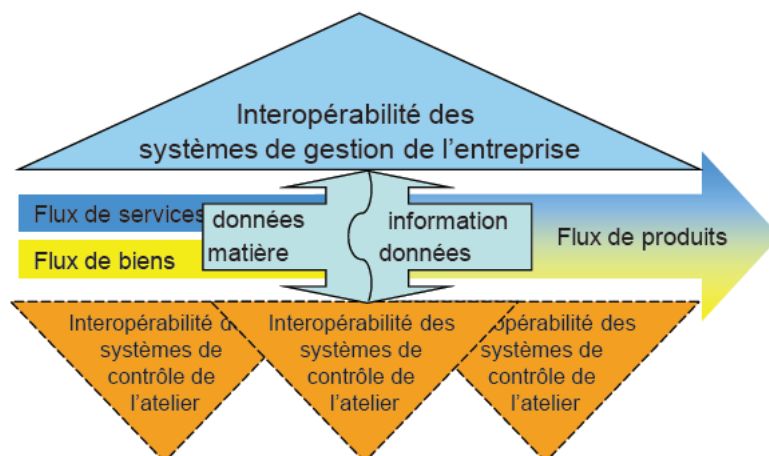 Interopérabilité des
systèmes de gestion de l'entreprise
Flux de services
Flux de biens
données
matière
information
données
Flux de produits
Interopérabilité d
systèmes de
contrôle de
l'atelier
Interopérabilité des
systèmes de
contrôle de
l'atelier
opérabilité des
systèmes de
contrôle de
l'atelier